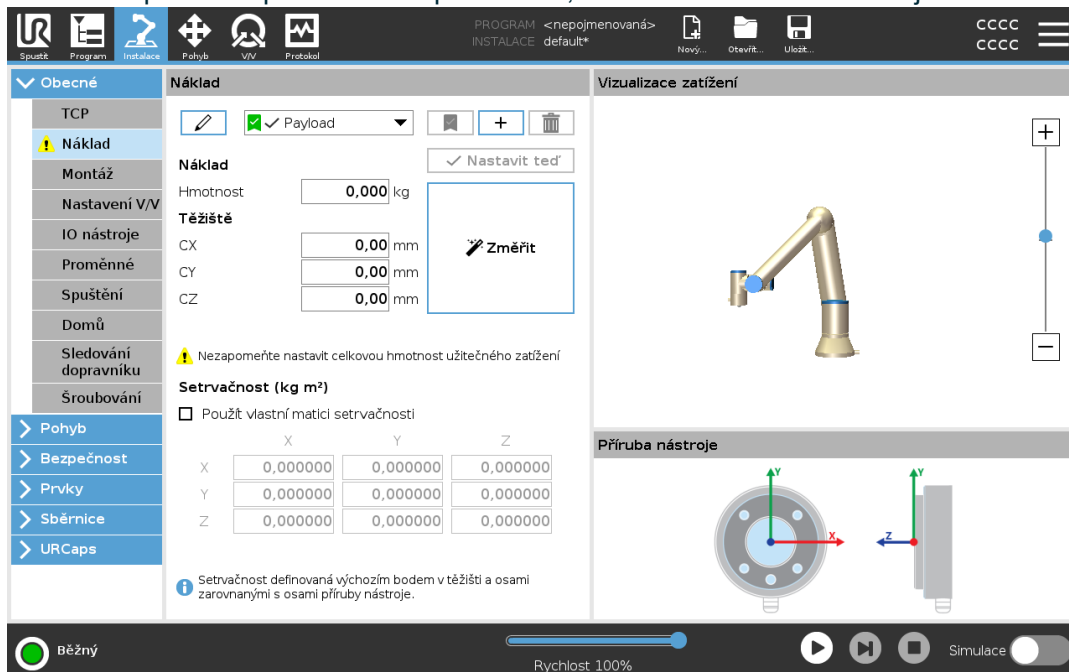 UR
Spustit
Program
Instalace
Pohyb
V/V
Protokol
PROGRAM <nepojmenovaná>
INSTALACE default*
Nový...
Otevřít...
Uložit...
CCCC
CCCC
Obecné
TCP
Náklad
Montáž
Nastavení V/V
IO nástroje
Proměnné
Spuštění
Domů
Sledování
dopravníku
Šroubování
Pohyb
Bezpečnost
Prvky
Sběrnice
URCaps
Náklad
Payload
+
Nastavit teď
Náklad
Hmotnost 0,000 kg
Těžiště
CX 0,00 mm
CY 0,00 mm
CZ 0,00 mm
Změřit
Nezapomeňte nastavit celkovou hmotnost užitečného zatížení
Setrvačnost (kg m²)
Použít vlastní matici setrvačnosti
X Y Z
X 0,000000 0,000000 0,000000
Y 0,000000 0,000000 0,000000
Z 0,000000 0,000000 0,000000
Setrvačnost definovaná výchozím bodem v těžišti a osami
zarovnanými s osami příruby nástroje.
Vizualizace zatížení
+
−
Příruba nástroje
Y
X
Y
Z
Běžný
Rychlost 100%
Simulace